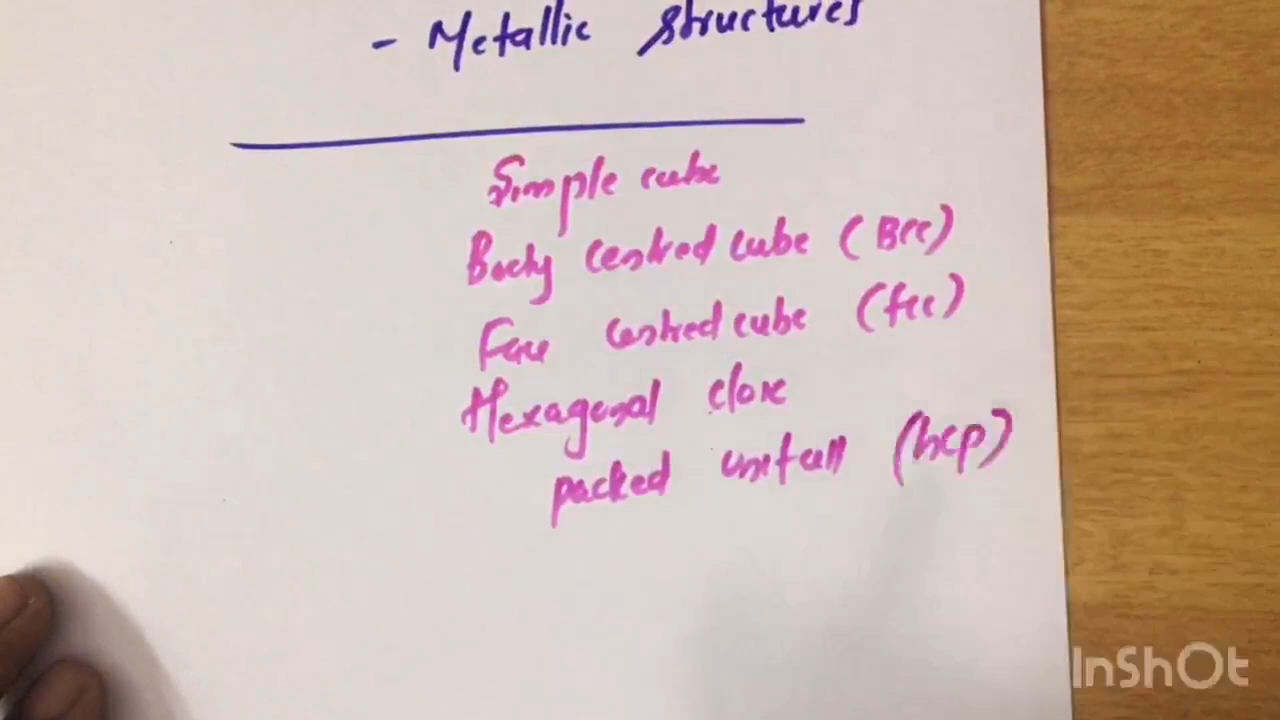 - Metallic structures
Simple cube
Body centred cube (Bcc)
Face centred cube (fcc)
Hexagonal close
packed unitcell (hcp)
InShOt